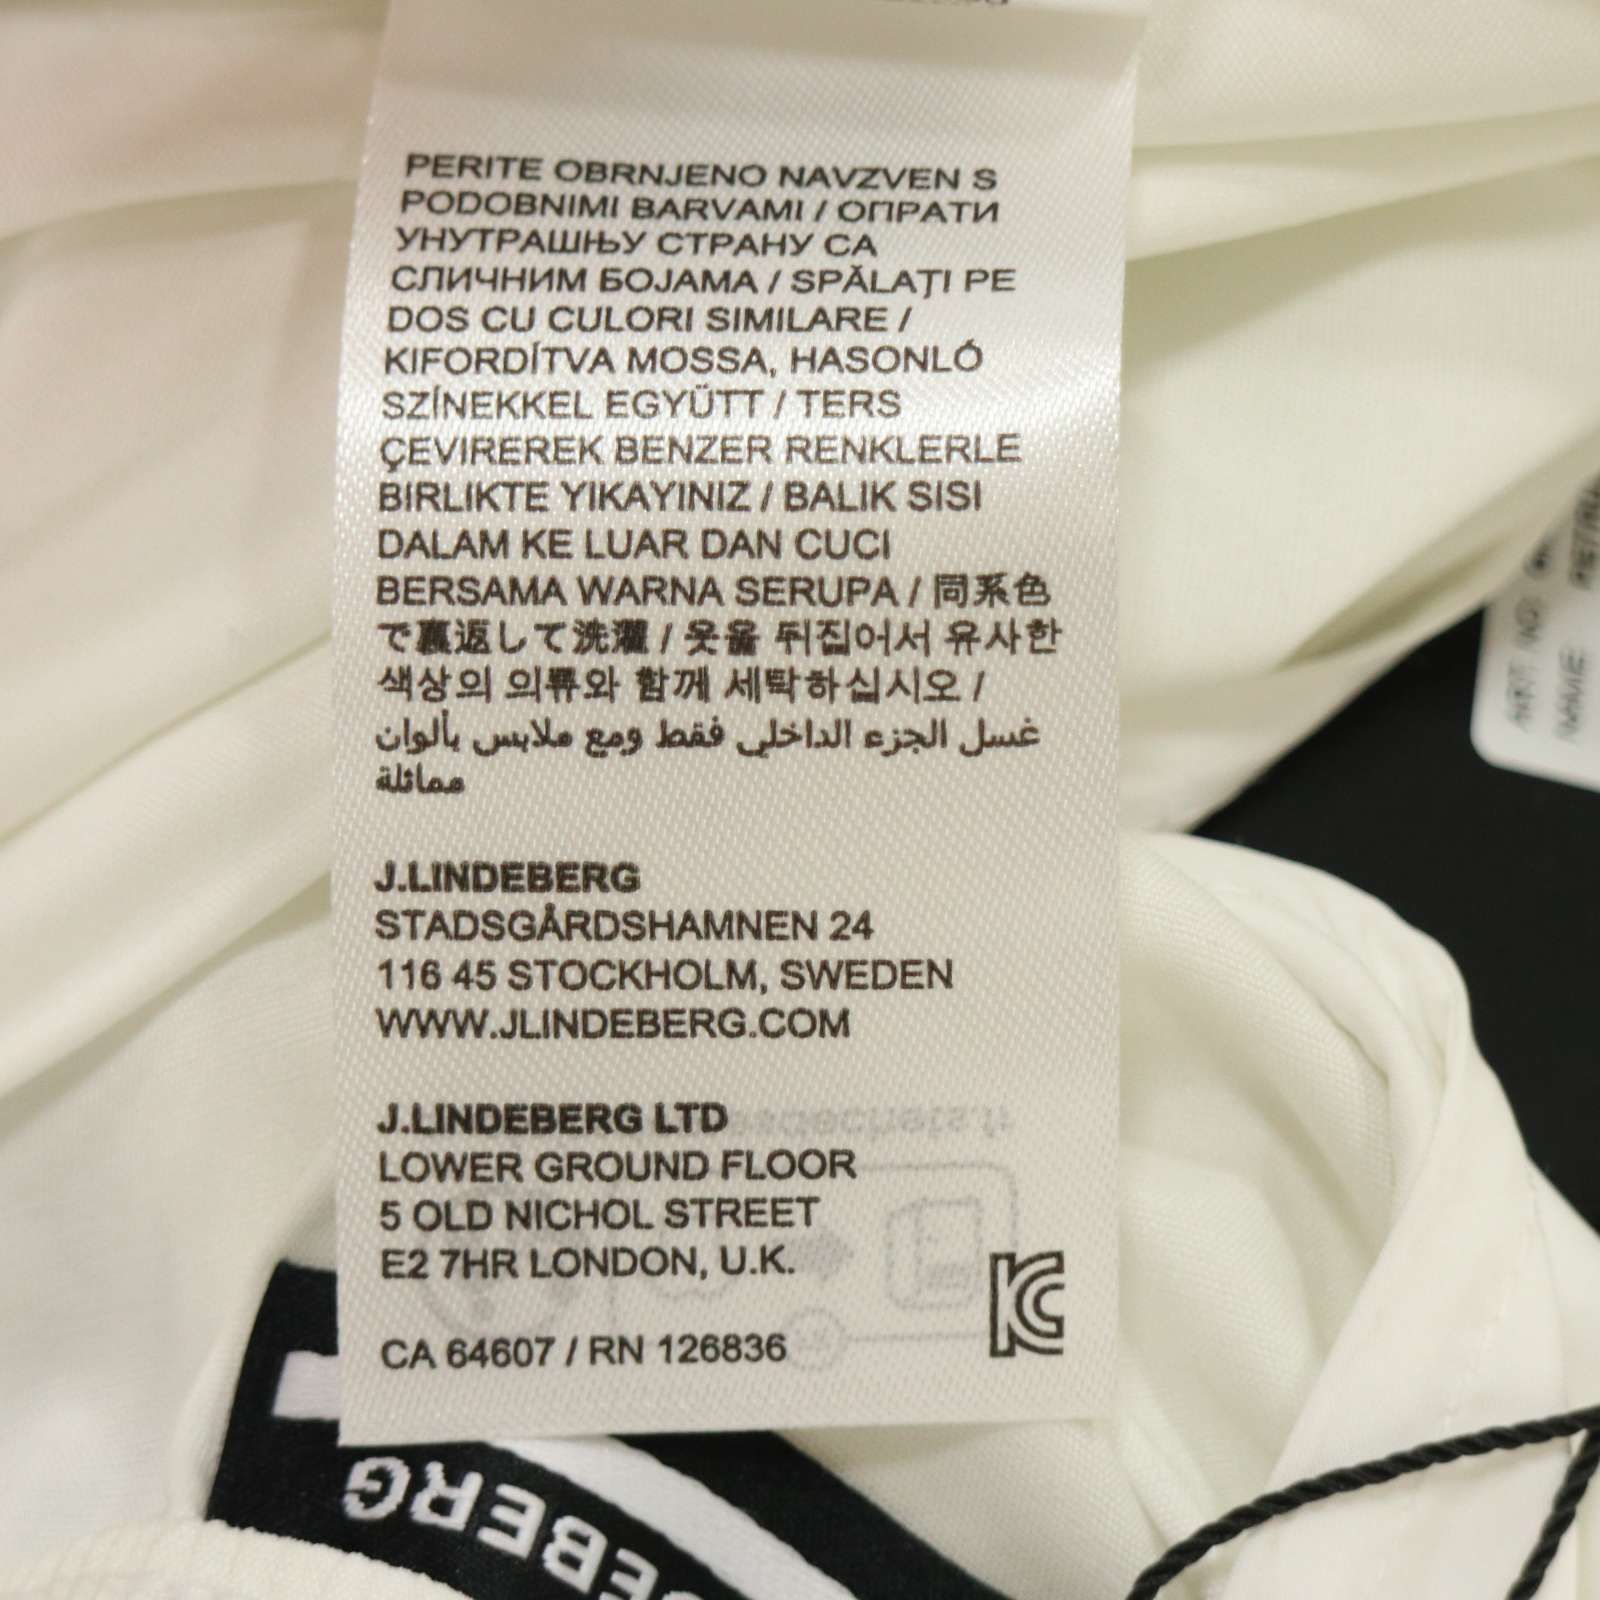 PERITE OBRNJENO NAVZVEN S
PODOBNIMI BARVAMI / ОПРАТИ
УНУТРАШЊУ СТРАНУ СА
СЛИЧНИМ БОЈАМА / SPĂLAȚI PE
DOS CU CULORI SIMILARE /
KIFORDÍTVA MOSSA, HASONLÓ
SZÍNEKKEL EGYÜTT / TERS
ÇEVIREREK BENZER RENKLERLE
BIRLIKTE YIKAYINIZ / BALIK SISI
DALAM KE LUAR DAN CUCI
BERSAMA WARNA SERUPA / 同系色
で裏返して洗濯 / 옷을 뒤집어서 유사한
색상의 의류와 함께 세탁하십시오 /
غسل الجزء الداخلي فقط ومع ملابس بألوان
مماثلة
J.LINDEBERG
STADSGÅRDSHAMNEN 24
116 45 STOCKHOLM, SWEDEN
WWW.JLINDEBERG.COM
J.LINDEBERG LTD
LOWER GROUND FLOOR
5 OLD NICHOL STREET
E2 7HR LONDON, U.K.
CA 64607 / RN 126836
KC
ART NO
NAME